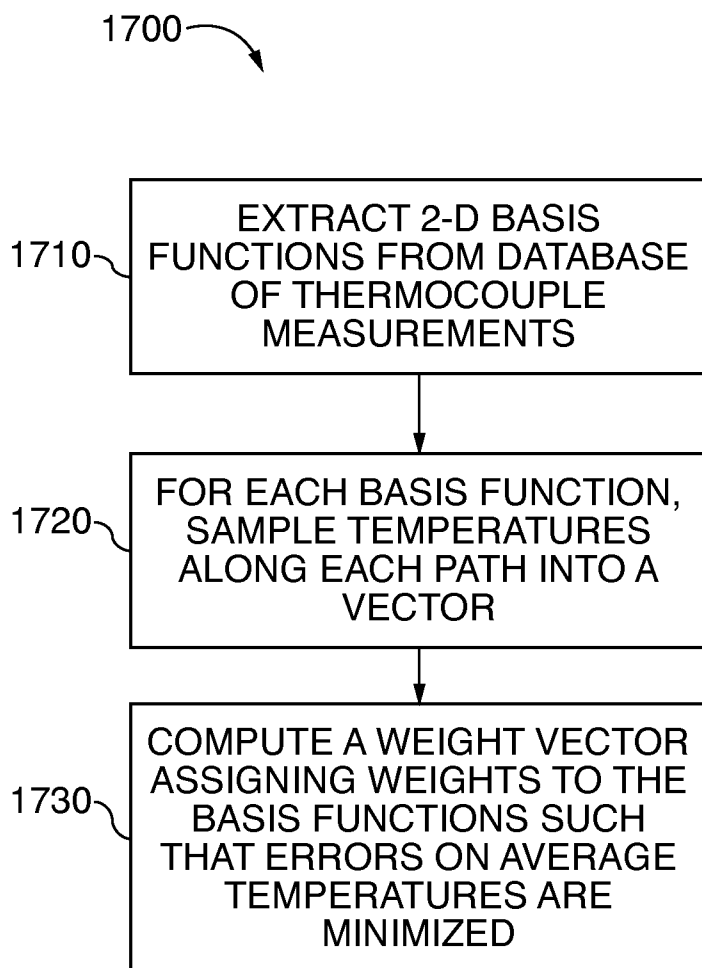 1700
1710
EXTRACT 2-D BASIS
FUNCTIONS FROM DATABASE
OF THERMOCOUPLE
MEASUREMENTS
1720
FOR EACH BASIS FUNCTION,
SAMPLE TEMPERATURES
ALONG EACH PATH INTO A
VECTOR
1730
COMPUTE A WEIGHT VECTOR
ASSIGNING WEIGHTS TO THE
BASIS FUNCTIONS SUCH
THAT ERRORS ON AVERAGE
TEMPERATURES ARE
MINIMIZED